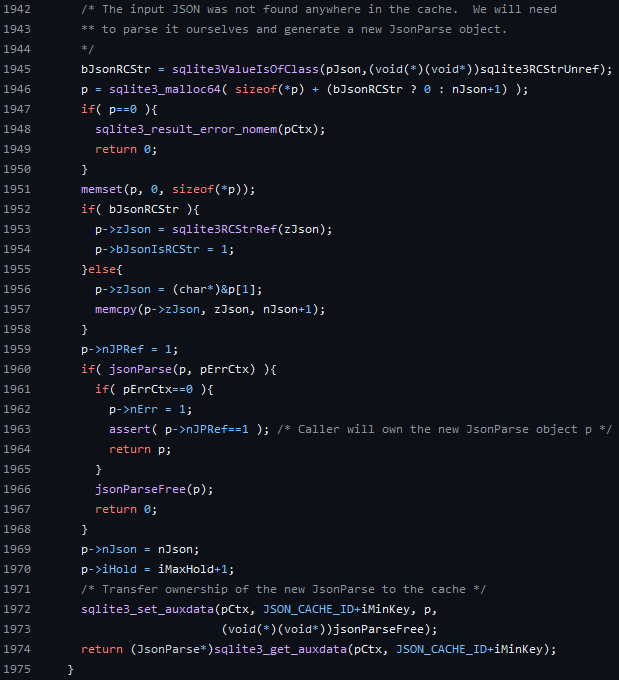 1942 /* The input JSON was not found anywhere in the cache.  We will need
1943 ** to parse it ourselves and generate a new JsonParse object.
1944 */
1945 bJsonRCStr = sqlite3ValueIsOfClass(pJson,(void(*)(void*))sqlite3RCStrUnref);
1946 p = sqlite3_malloc64( sizeof(*p) + (bJsonRCStr ? 0 : nJson+1) );
1947 if( p==0 ){
1948   sqlite3_result_error_nomem(pCtx);
1949   return 0;
1950 }
1951 memset(p, 0, sizeof(*p));
1952 if( bJsonRCStr ){
1953   p->zJson = sqlite3RCStrRef(zJson);
1954   p->bJsonIsRCStr = 1;
1955 }else{
1956   p->zJson = (char*)&p[1];
1957   memcpy(p->zJson, zJson, nJson+1);
1958 }
1959 p->nJPRef = 1;
1960 if( jsonParse(p, pErrCtx) ){
1961   if( pErrCtx==0 ){
1962     p->nErr = 1;
1963     assert( p->nJPRef==1 ); /* Caller will own the new JsonParse object p */
1964     return p;
1965   }
1966   jsonParseFree(p);
1967   return 0;
1968 }
1969 p->nJson = nJson;
1970 p->iHold = iMaxHold+1;
1971 /* Transfer ownership of the new JsonParse to the cache */
1972 sqlite3_set_auxdata(pCtx, JSON_CACHE_ID+iMinKey, p,
1973                     (void(*)(void*))jsonParseFree);
1974 return (JsonParse*)sqlite3_get_auxdata(pCtx, JSON_CACHE_ID+iMinKey);
1975 }